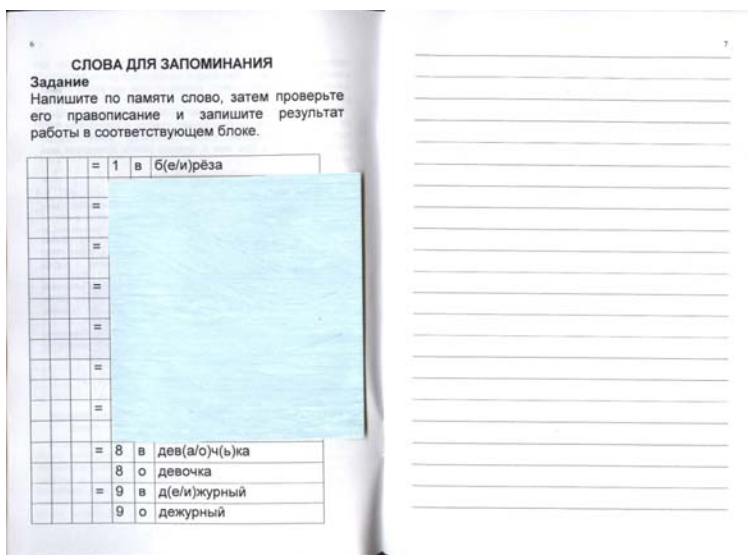 6
СЛОВА ДЛЯ ЗАПОМИНАНИЯ
Задание
Напишите по памяти слово, затем проверьте
его правописание и запишите результат
работы в соответствующем блоке.
= 1 в б(е/и)рёза
=
=
=
=
=
=
= 8 в дев(а/о)ч(ь)ка
8 о девочка
= 9 в д(е/и)журный
9 о дежурный
7